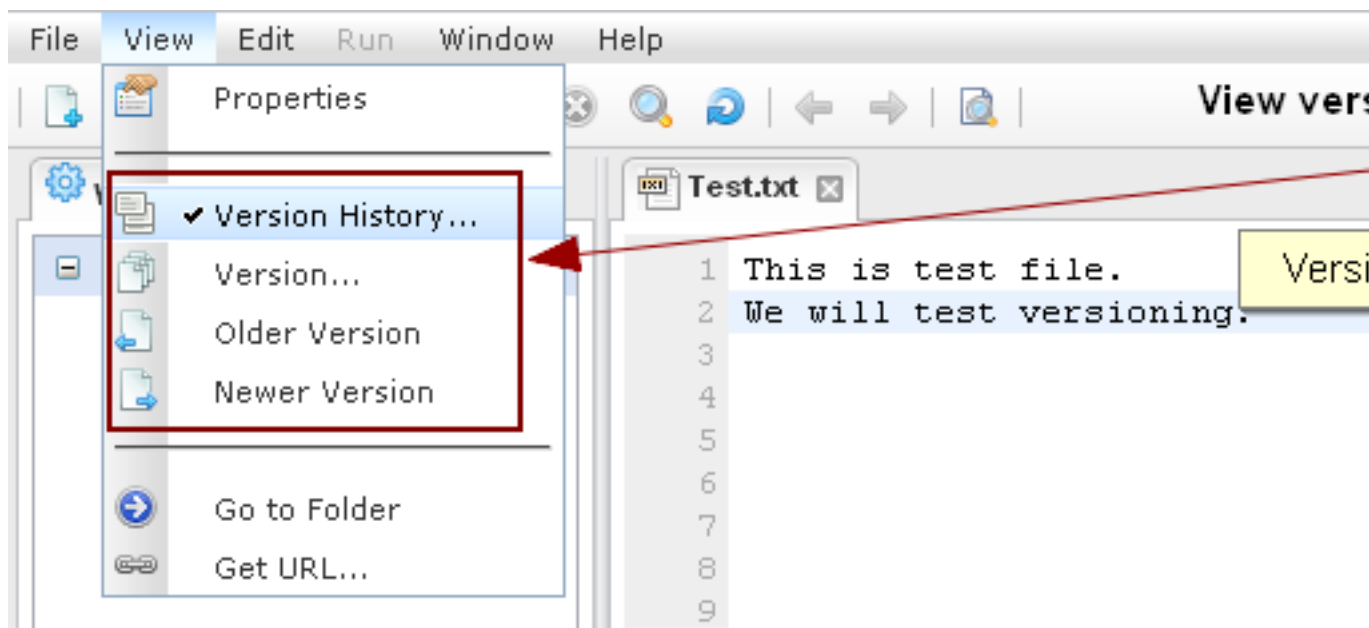 File View Edit Run Window Help
View vers
Properties
Version History...
Version...
Older Version
Newer Version
Go to Folder
Get URL...
Test.txt
1 This is test file.
2 We will test versioning.
3
4
5
6
7
8
9
Versi